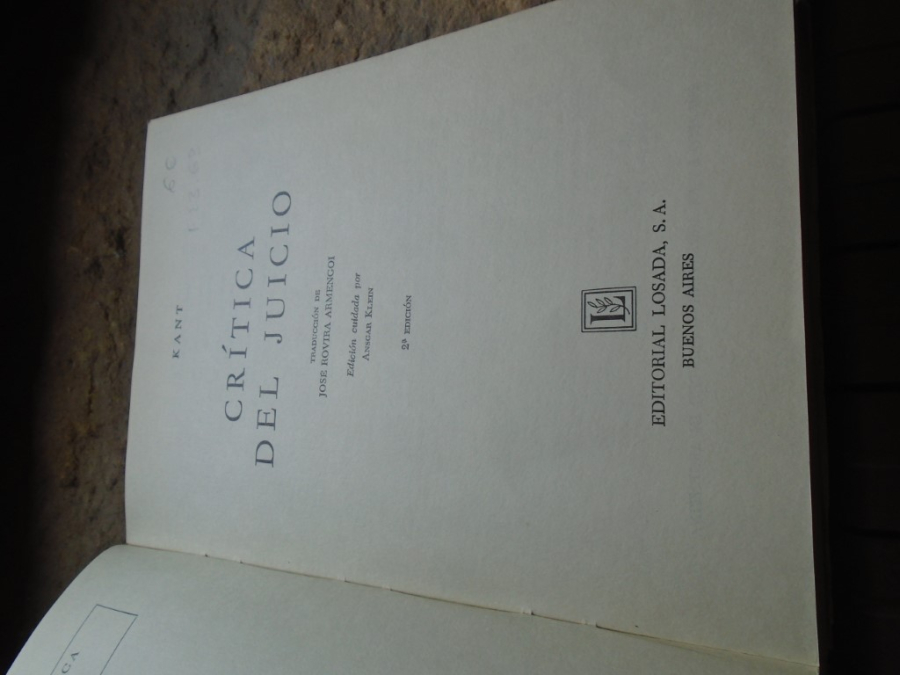 KANT
CRÍTICA
DEL JUICIO
TRADUCCIÓN DE
JOSÉ ROVIRA ARMENGOI
Edición cuidada por
ANSGAR KLEIN
2ª EDICIÓN
L
EDITORIAL LOSADA, S. A.
BUENOS AIRES